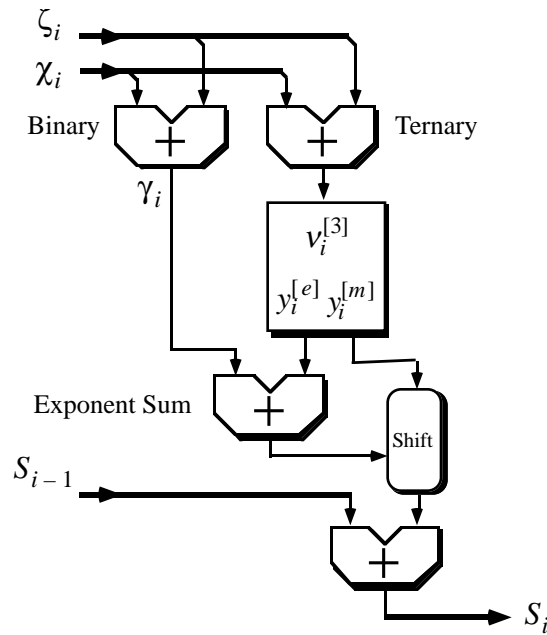 ζ_i
χ_i
Binary + + Ternary
γ_i
ν_i^{[3]}
y_i^{[e]} y_i^{[m]}
Exponent Sum +
Shift
S_{i-1}
+
S_i